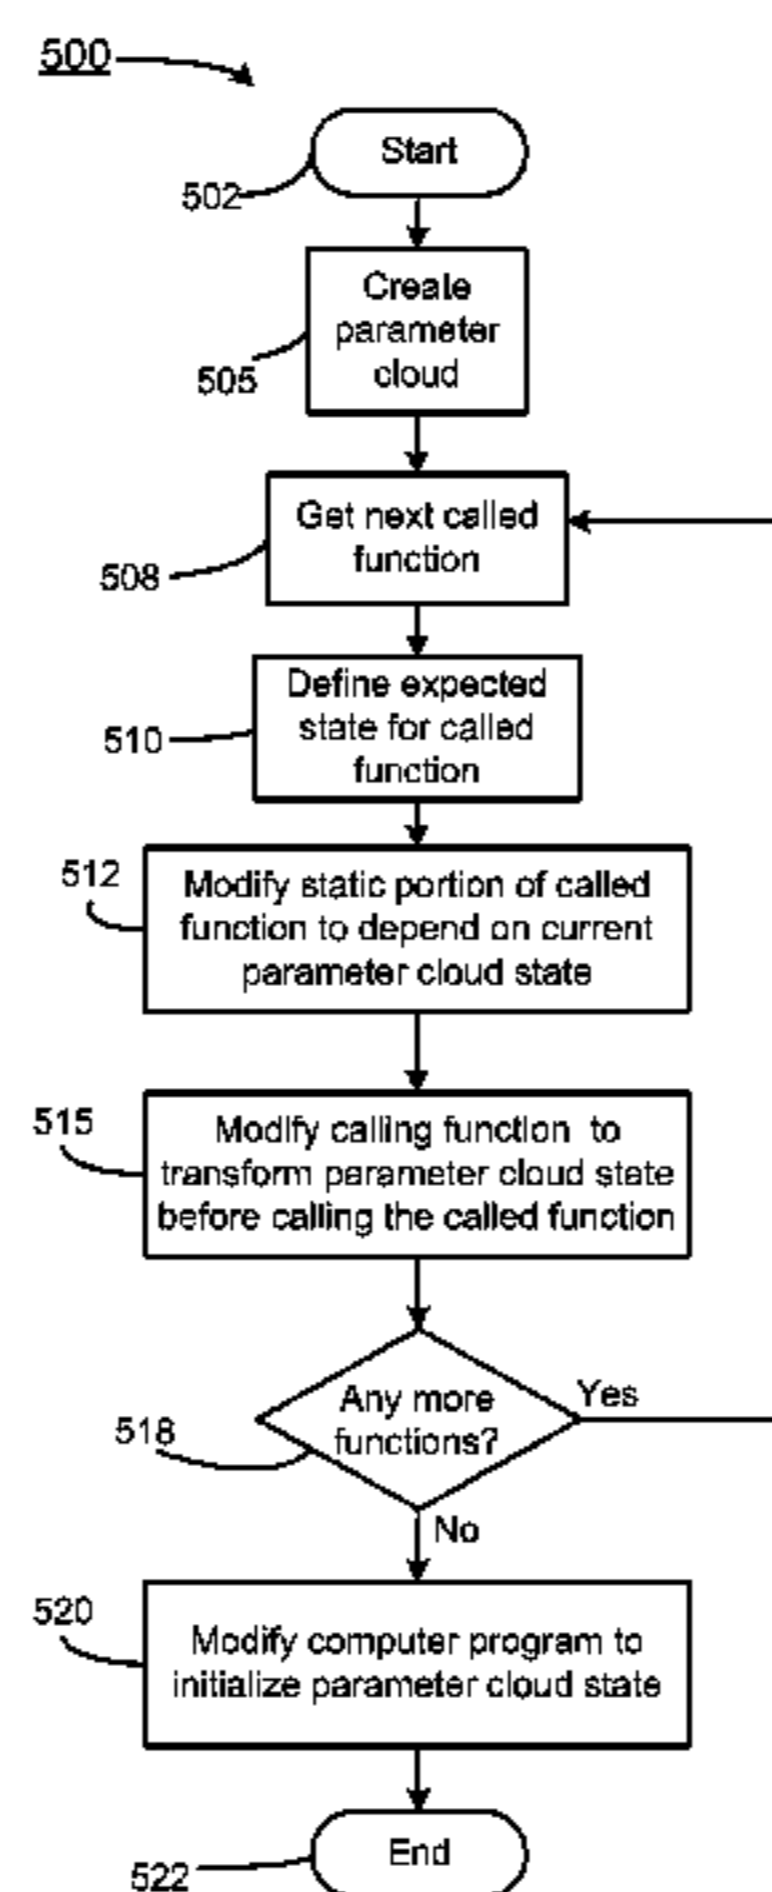 500
Start
502
Create
parameter
cloud
505
Get next called
function
508
Define expected
state for called
function
510
512
Modify static portion of called
function to depend on current
parameter cloud state
515
Modify calling function to
transform parameter cloud state
before calling the called function
Any more
functions?
Yes
518
No
520
Modify computer program to
initialize parameter cloud state
End
522